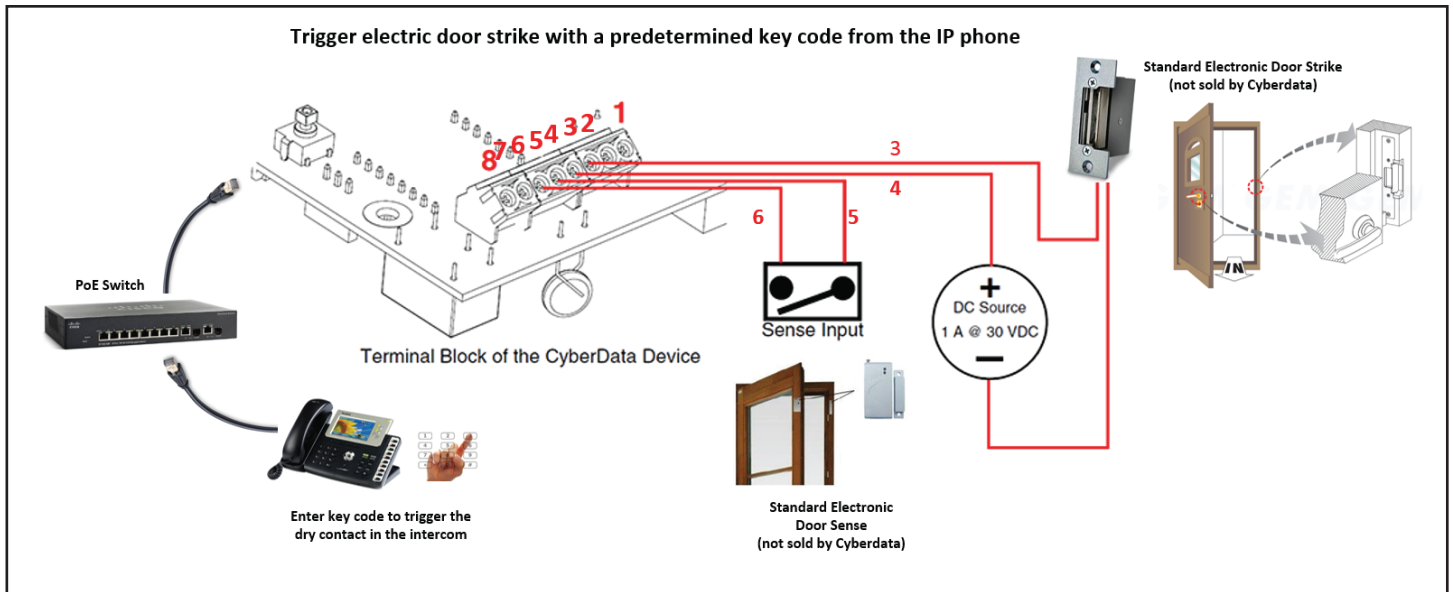 Trigger electric door strike with a predetermined key code from the IP phone
Standard Electronic Door Strike
(not sold by Cyberdata)
1
2
3
4
5
6
7
8
3
4
6
5
IN
PoE Switch
+
DC Source
1 A @ 30 VDC
Sense Input
Terminal Block of the CyberData Device
Enter key code to trigger the
dry contact in the intercom
Standard Electronic
Door Sense
(not sold by Cyberdata)